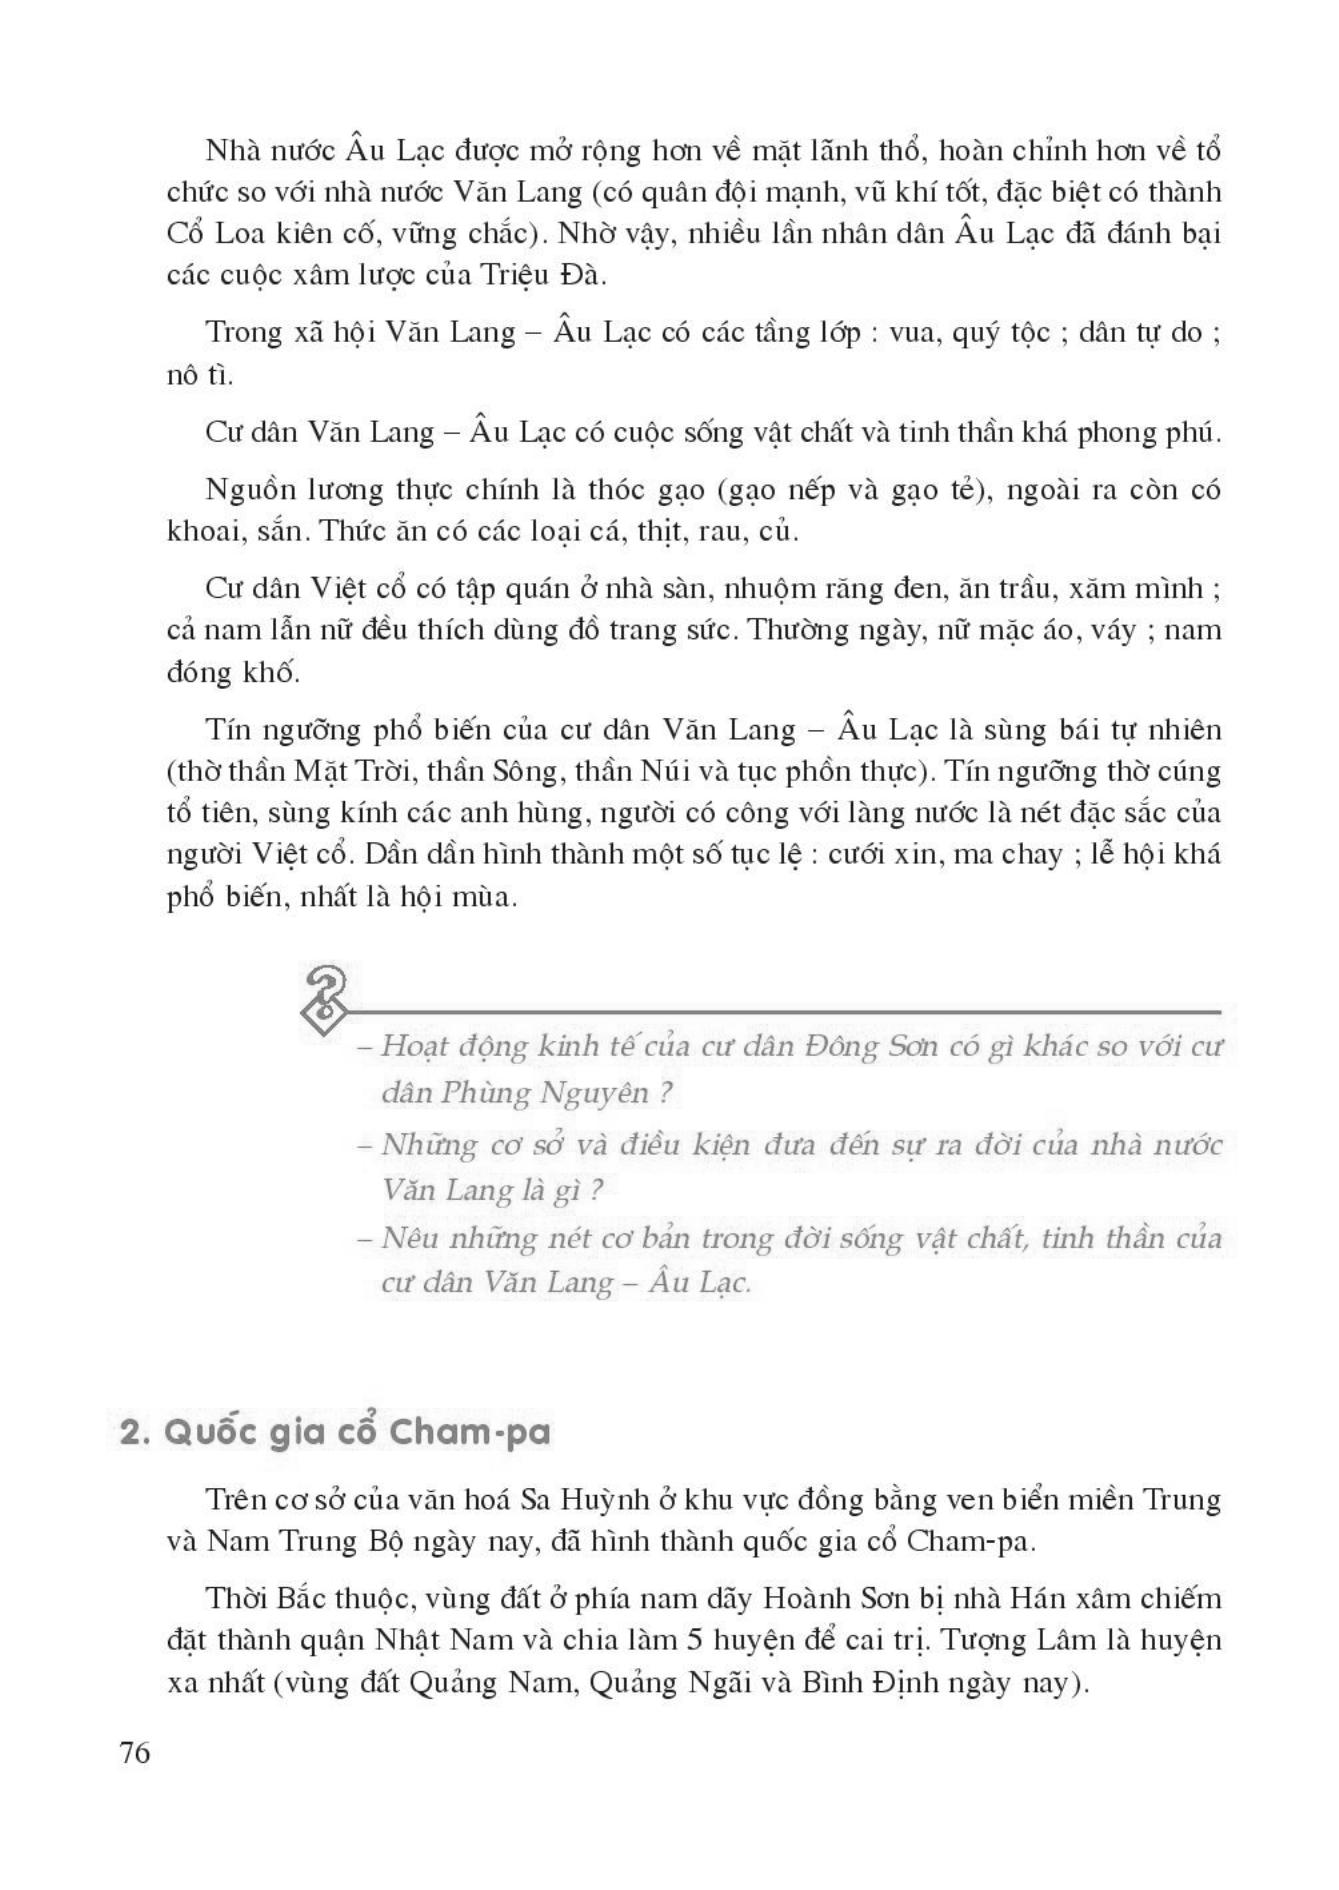 Nhà nước Âu Lạc được mở rộng hơn về mặt lãnh thổ, hoàn chỉnh hơn về tổ
chức so với nhà nước Văn Lang (có quân đội mạnh, vũ khí tốt, đặc biệt có thành
Cổ Loa kiên cố, vững chắc). Nhờ vậy, nhiều lần nhân dân Âu Lạc đã đánh bại
các cuộc xâm lược của Triệu Đà.
Trong xã hội Văn Lang – Âu Lạc có các tầng lớp : vua, quý tộc ; dân tự do ;
nô tì.
Cư dân Văn Lang – Âu Lạc có cuộc sống vật chất và tinh thần khá phong phú.
Nguồn lương thực chính là thóc gạo (gạo nếp và gạo tẻ), ngoài ra còn có
khoai, sắn. Thức ăn có các loại cá, thịt, rau, củ.
Cư dân Việt cổ có tập quán ở nhà sàn, nhuộm răng đen, ăn trầu, xăm mình ;
cả nam lẫn nữ đều thích dùng đồ trang sức. Thường ngày, nữ mặc áo, váy ; nam
đóng khố.
Tín ngưỡng phổ biến của cư dân Văn Lang – Âu Lạc là sùng bái tự nhiên
(thờ thần Mặt Trời, thần Sông, thần Núi và tục phồn thực). Tín ngưỡng thờ cúng
tổ tiên, sùng kính các anh hùng, người có công với làng nước là nét đặc sắc của
người Việt cổ. Dần dần hình thành một số tục lệ : cưới xin, ma chay ; lễ hội khá
phổ biến, nhất là hội mùa.
?
– Hoạt động kinh tế của cư dân Đông Sơn có gì khác so với cư
dân Phùng Nguyên ?
– Những cơ sở và điều kiện đưa đến sự ra đời của nhà nước
Văn Lang là gì ?
– Nêu những nét cơ bản trong đời sống vật chất, tinh thần của
cư dân Văn Lang – Âu Lạc.
2. Quốc gia cổ Cham-pa
Trên cơ sở của văn hoá Sa Huỳnh ở khu vực đồng bằng ven biển miền Trung
và Nam Trung Bộ ngày nay, đã hình thành quốc gia cổ Cham-pa.
Thời Bắc thuộc, vùng đất ở phía nam dãy Hoành Sơn bị nhà Hán xâm chiếm
đặt thành quận Nhật Nam và chia làm 5 huyện để cai trị. Tượng Lâm là huyện
xa nhất (vùng đất Quảng Nam, Quảng Ngãi và Bình Định ngày nay).
76